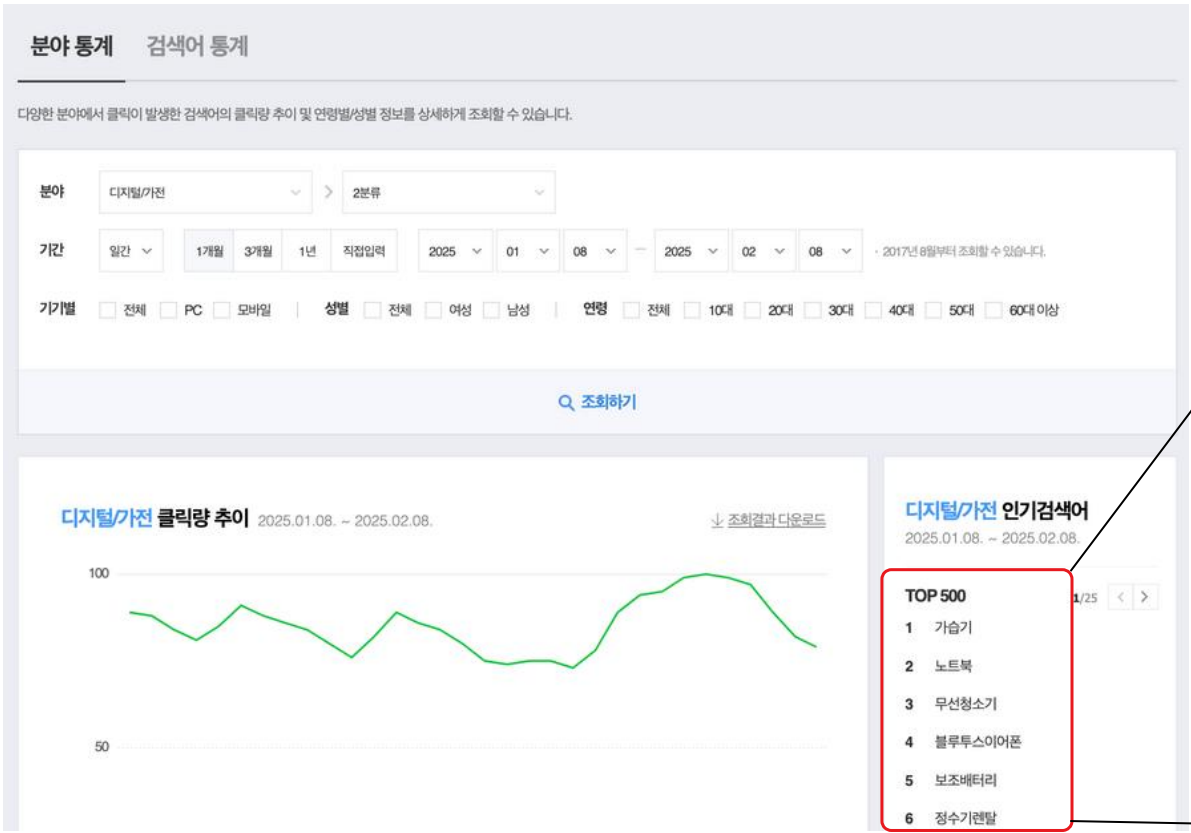 분야 통계 검색어 통계
다양한 분야에서 클릭이 발생한 검색어의 클릭량 추이 및 연령별/성별 정보를 상세하게 조회할 수 있습니다.
분야 디지털/가전 > 2분류
기간 일간 1개월 3개월 1년 직접입력 2025 01 08 - 2025 02 08 · 2017년 8월부터 조회할 수 있습니다.
기기별 전체 PC 모바일 | 성별 전체 여성 남성 | 연령 전체 10대 20대 30대 40대 50대 60대 이상
조회하기
디지털/가전 클릭량 추이 2025.01.08. ~ 2025.02.08.
조회결과 다운로드
100
50
디지털/가전 인기검색어
2025.01.08. ~ 2025.02.08.
TOP 500 1/25 < >
1 가습기
2 노트북
3 무선청소기
4 블루투스이어폰
5 보조배터리
6 정수기렌탈